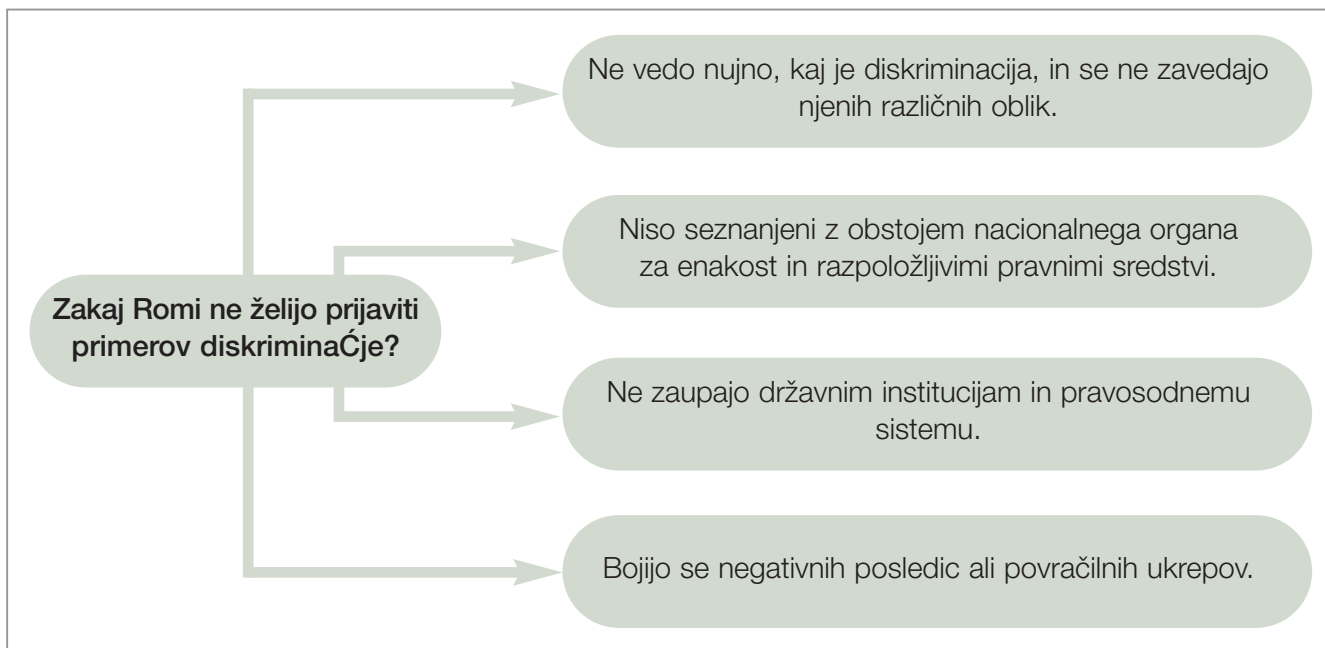 Zakaj Romi ne želijo prijaviti
primerov diskriminaĆje?
Ne vedo nujno, kaj je diskriminacija, in se ne zavedajo
njenih različnih oblik.
Niso seznanjeni z obstojem nacionalnega organa
za enakost in razpoložljivimi pravnimi sredstvi.
Ne zaupajo državnim institucijam in pravosodnemu
sistemu.
Bojijo se negativnih posledic ali povračilnih ukrepov.